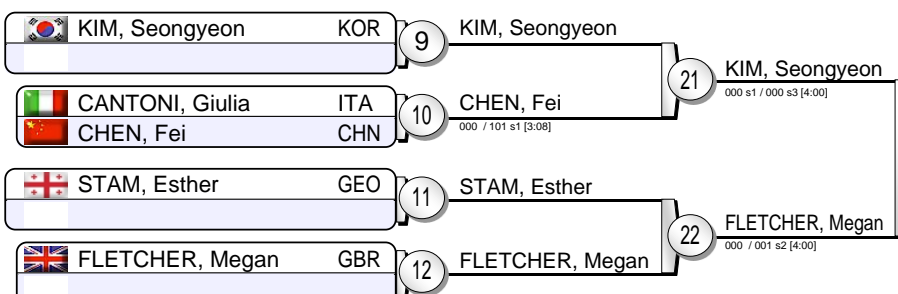 KIM, Seongyeon KOR
9
KIM, Seongyeon
21
KIM, Seongyeon
000 s1 / 000 s3 [4:00]
CANTONI, Giulia ITA
CHEN, Fei CHN
10
CHEN, Fei
000 / 101 s1 [3:08]
STAM, Esther GEO
11
STAM, Esther
22
FLETCHER, Megan
000 / 001 s2 [4:00]
FLETCHER, Megan GBR
12
FLETCHER, Megan